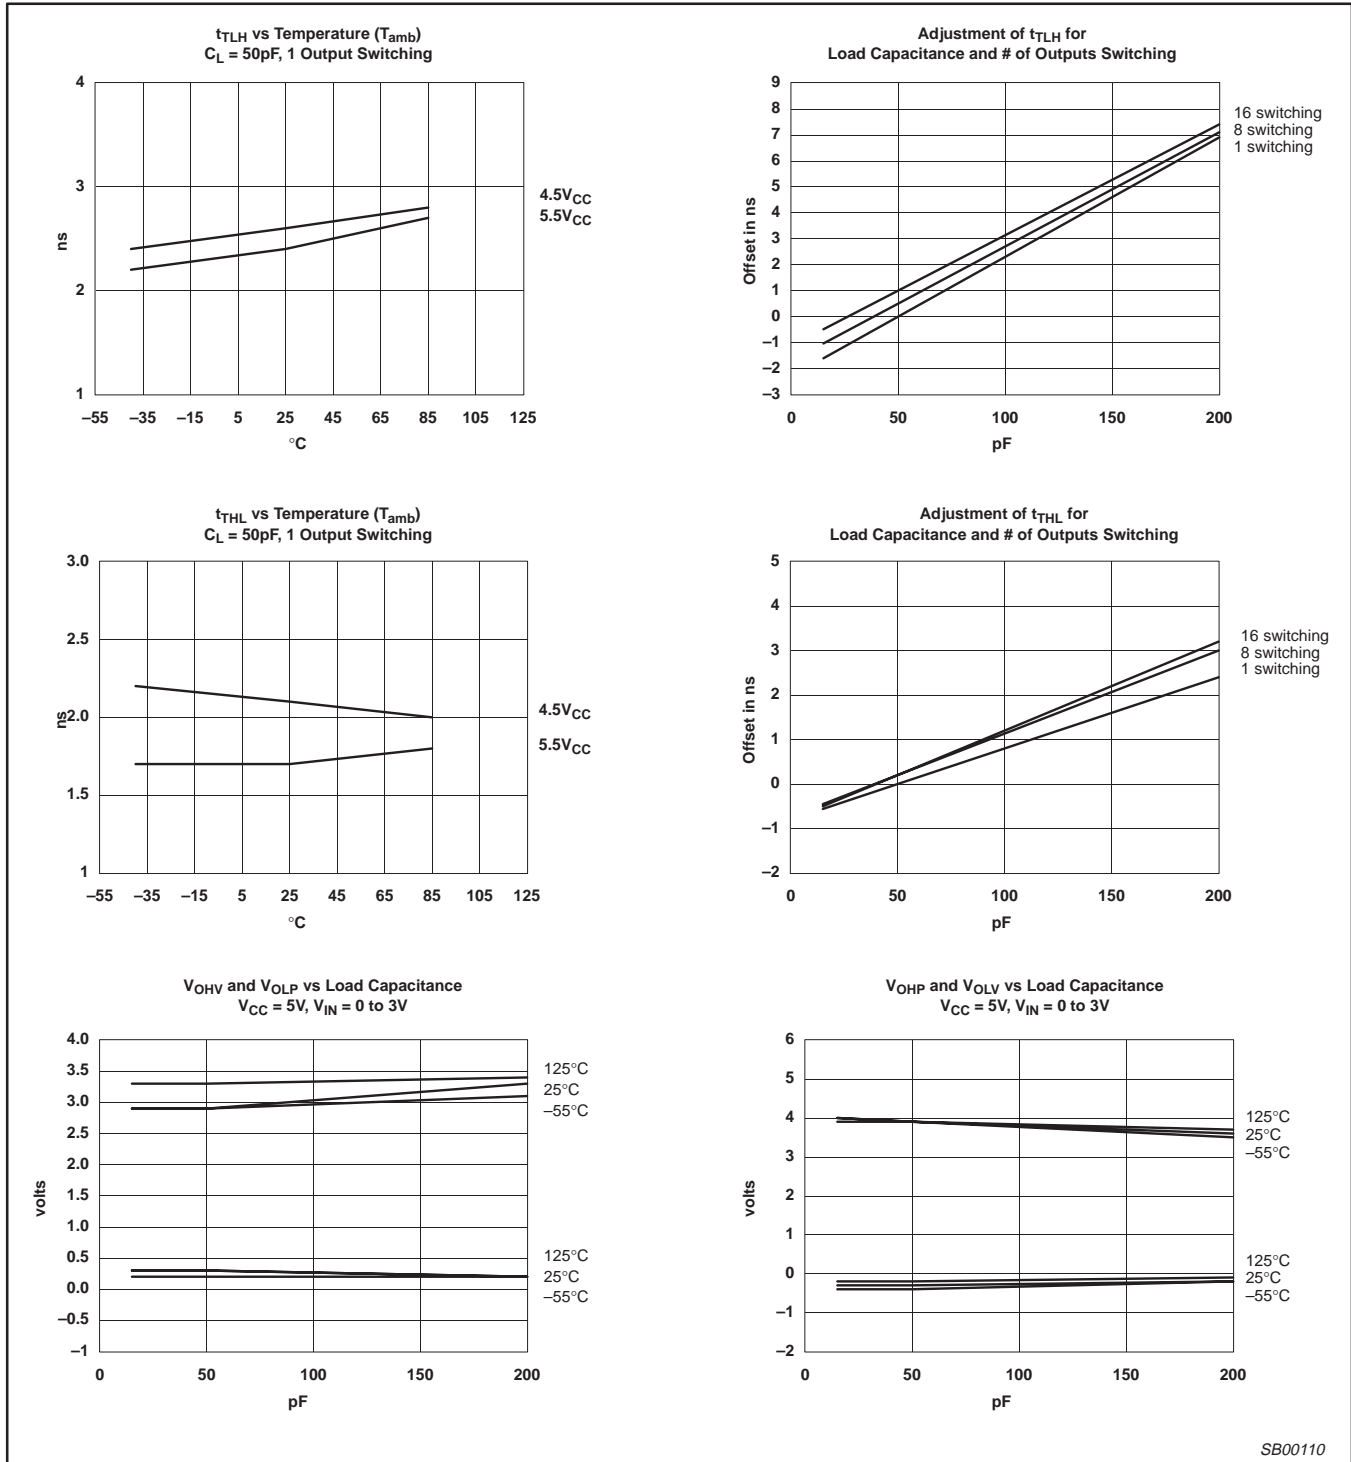 tTLH vs Temperature (Tamb)
CL = 50pF, 1 Output Switching
4
3
2
1
ns
–55 –35 –15 5 25 45 65 85 105 125
°C
4.5VCC
5.5VCC
Adjustment of tTLH for
Load Capacitance and # of Outputs Switching
9
8
7
6
5
4
3
2
1
0
–1
–2
–3
Offset in ns
0 50 100 150 200
pF
16 switching
8 switching
1 switching
tTHL vs Temperature (Tamb)
CL = 50pF, 1 Output Switching
3.0
2.5
2.0
1.5
1
ns
–55 –35 –15 5 25 45 65 85 105 125
°C
4.5VCC
5.5VCC
Adjustment of tTHL for
Load Capacitance and # of Outputs Switching
5
4
3
2
1
0
–1
–2
Offset in ns
0 50 100 150 200
pF
16 switching
8 switching
1 switching
VOHV and VOLP vs Load Capacitance
VCC = 5V, VIN = 0 to 3V
4.0
3.5
3.0
2.5
2.0
1.5
1.0
0.5
0.0
–0.5
–1
volts
0 50 100 150 200
pF
125°C
25°C
–55°C
125°C
25°C
–55°C
VOHP and VOLV vs Load Capacitance
VCC = 5V, VIN = 0 to 3V
6
5
4
3
2
1
0
–1
–2
volts
0 50 100 150 200
pF
125°C
25°C
–55°C
125°C
25°C
–55°C
SB00110